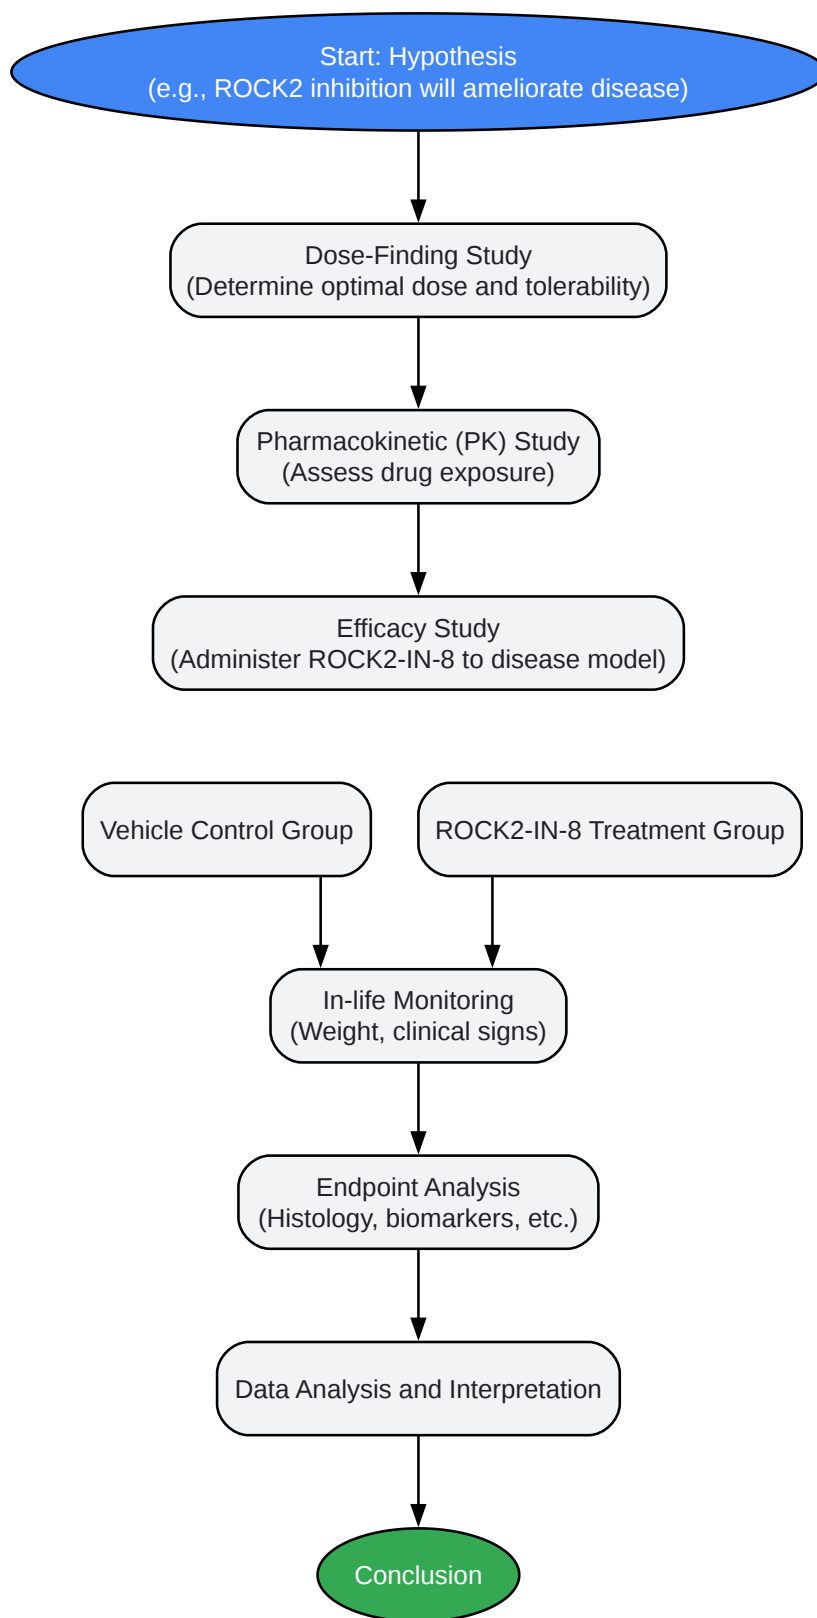 Start: Hypothesis
(e.g., ROCK2 inhibition will ameliorate disease)
Dose-Finding Study
(Determine optimal dose and tolerability)
Pharmacokinetic (PK) Study
(Assess drug exposure)
Efficacy Study
(Administer ROCK2-IN-8 to disease model)
Vehicle Control Group
ROCK2-IN-8 Treatment Group
In-life Monitoring
(Weight, clinical signs)
Endpoint Analysis
(Histology, biomarkers, etc.)
Data Analysis and Interpretation
Conclusion